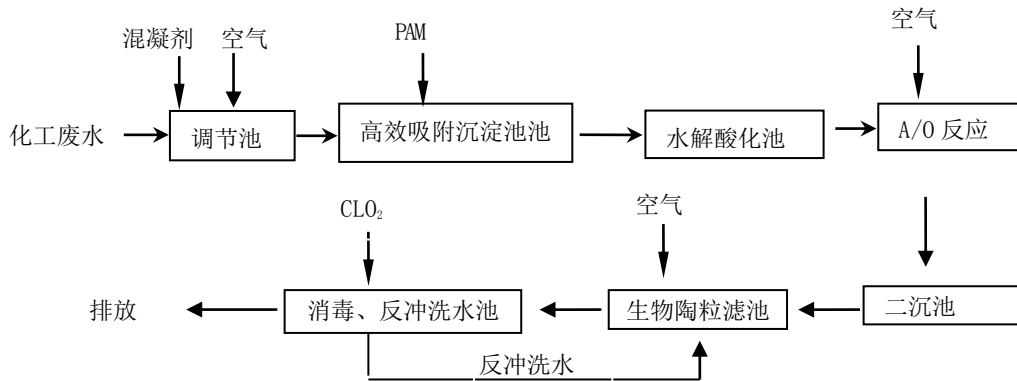 混凝剂
空气
PAM
空气
化工废水
调节池
高效吸附沉淀池池
水解酸化池
A/O 反应
CLO₂
空气
排放
消毒、反冲洗水池
生物陶粒滤池
二沉池
反冲洗水